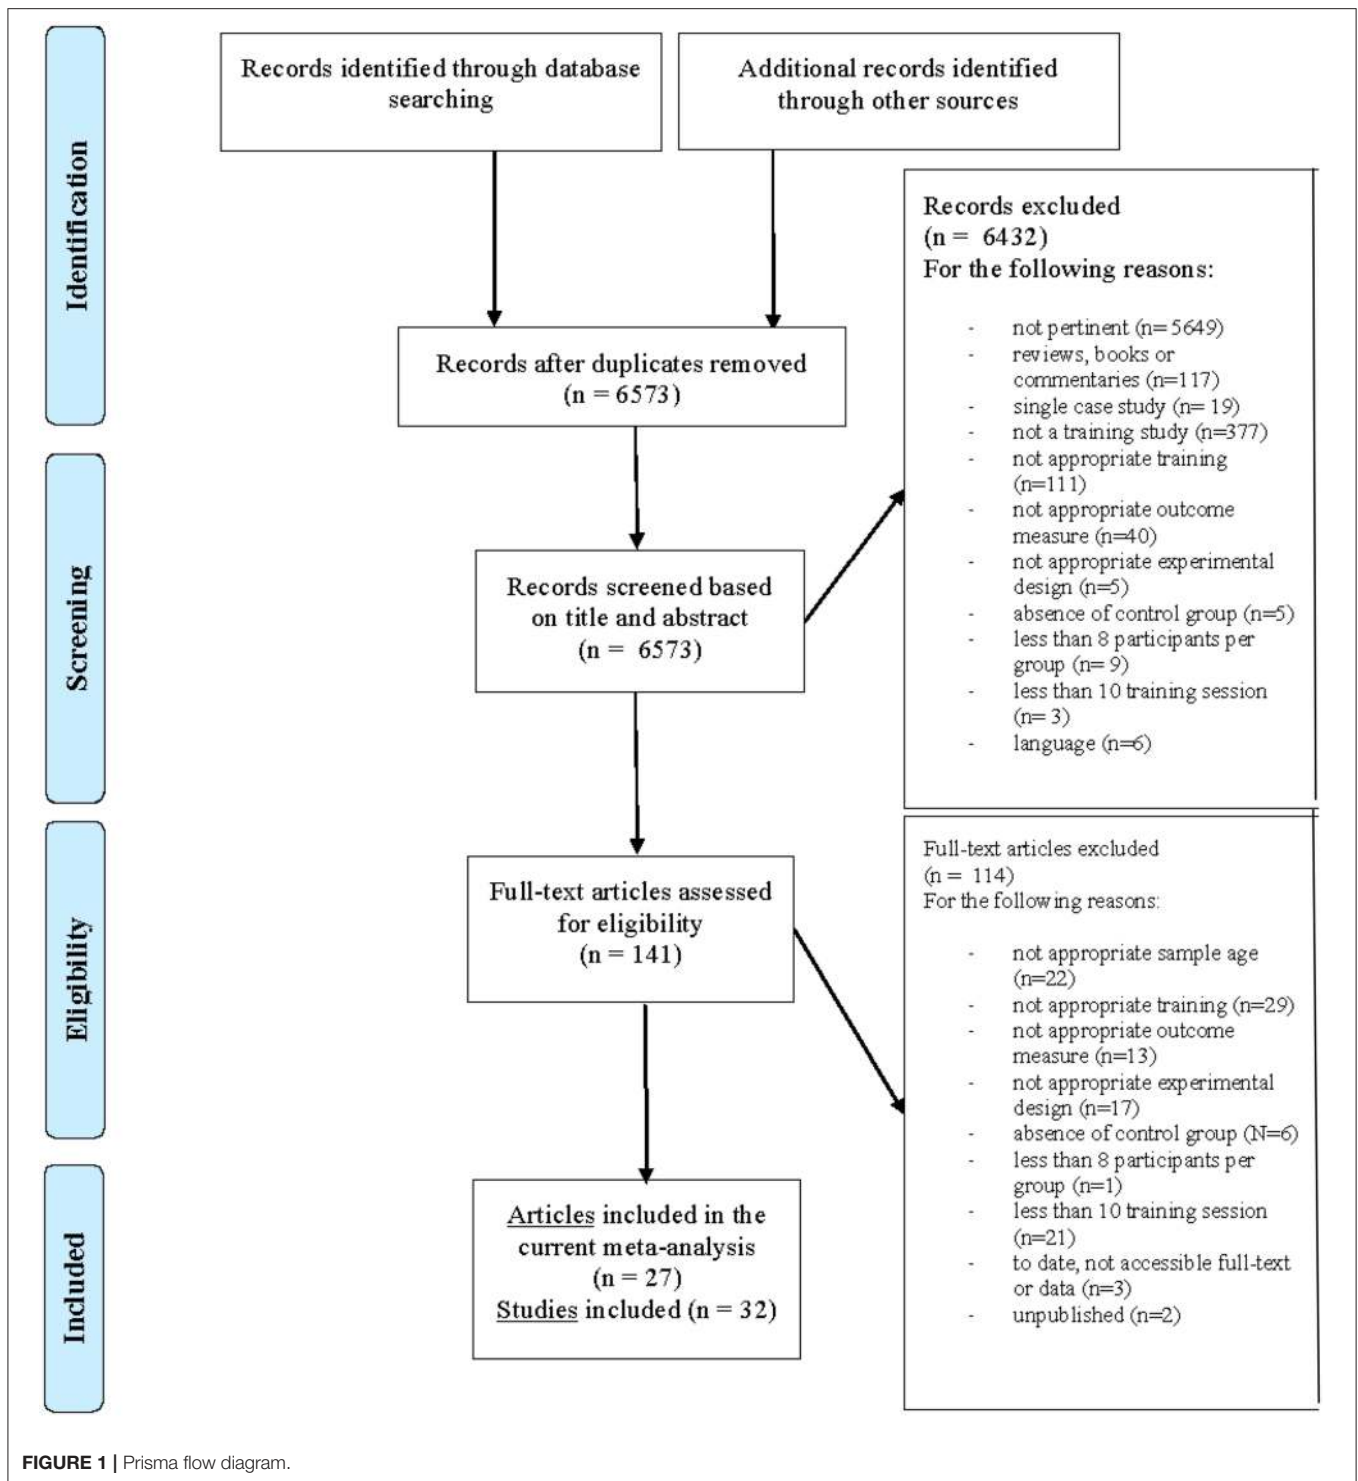 Identification
Records identified through database
searching
Additional records identified
through other sources
Records after duplicates removed
(n = 6573)
Records excluded
(n = 6432)
For the following reasons:
- not pertinent (n= 5649)
- reviews, books or
commentaries (n=117)
- single case study (n= 19)
- not a training study (n=377)
- not appropriate training
(n=111)
- not appropriate outcome
measure (n=40)
- not appropriate experimental
design (n=5)
- absence of control group (n=5)
- less than 8 participants per
group (n= 9)
- less than 10 training session
(n= 3)
- language (n=6)
Screening
Records screened based
on title and abstract
(n = 6573)
Eligibility
Full-text articles assessed
for eligibility
(n = 141)
Full-text articles excluded
(n = 114)
For the following reasons:
- not appropriate sample age
(n=22)
- not appropriate training (n=29)
- not appropriate outcome
measure (n=13)
- not appropriate experimental
design (n=17)
- absence of control group (N=6)
- less than 8 participants per
group (n=1)
- less than 10 training session
(n=21)
- to date, not accessible full-text
or data (n=3)
- unpublished (n=2)
Included
Articles included in the
current meta-analysis
(n = 27)
Studies included (n = 32)
FIGURE 1 | Prisma flow diagram.